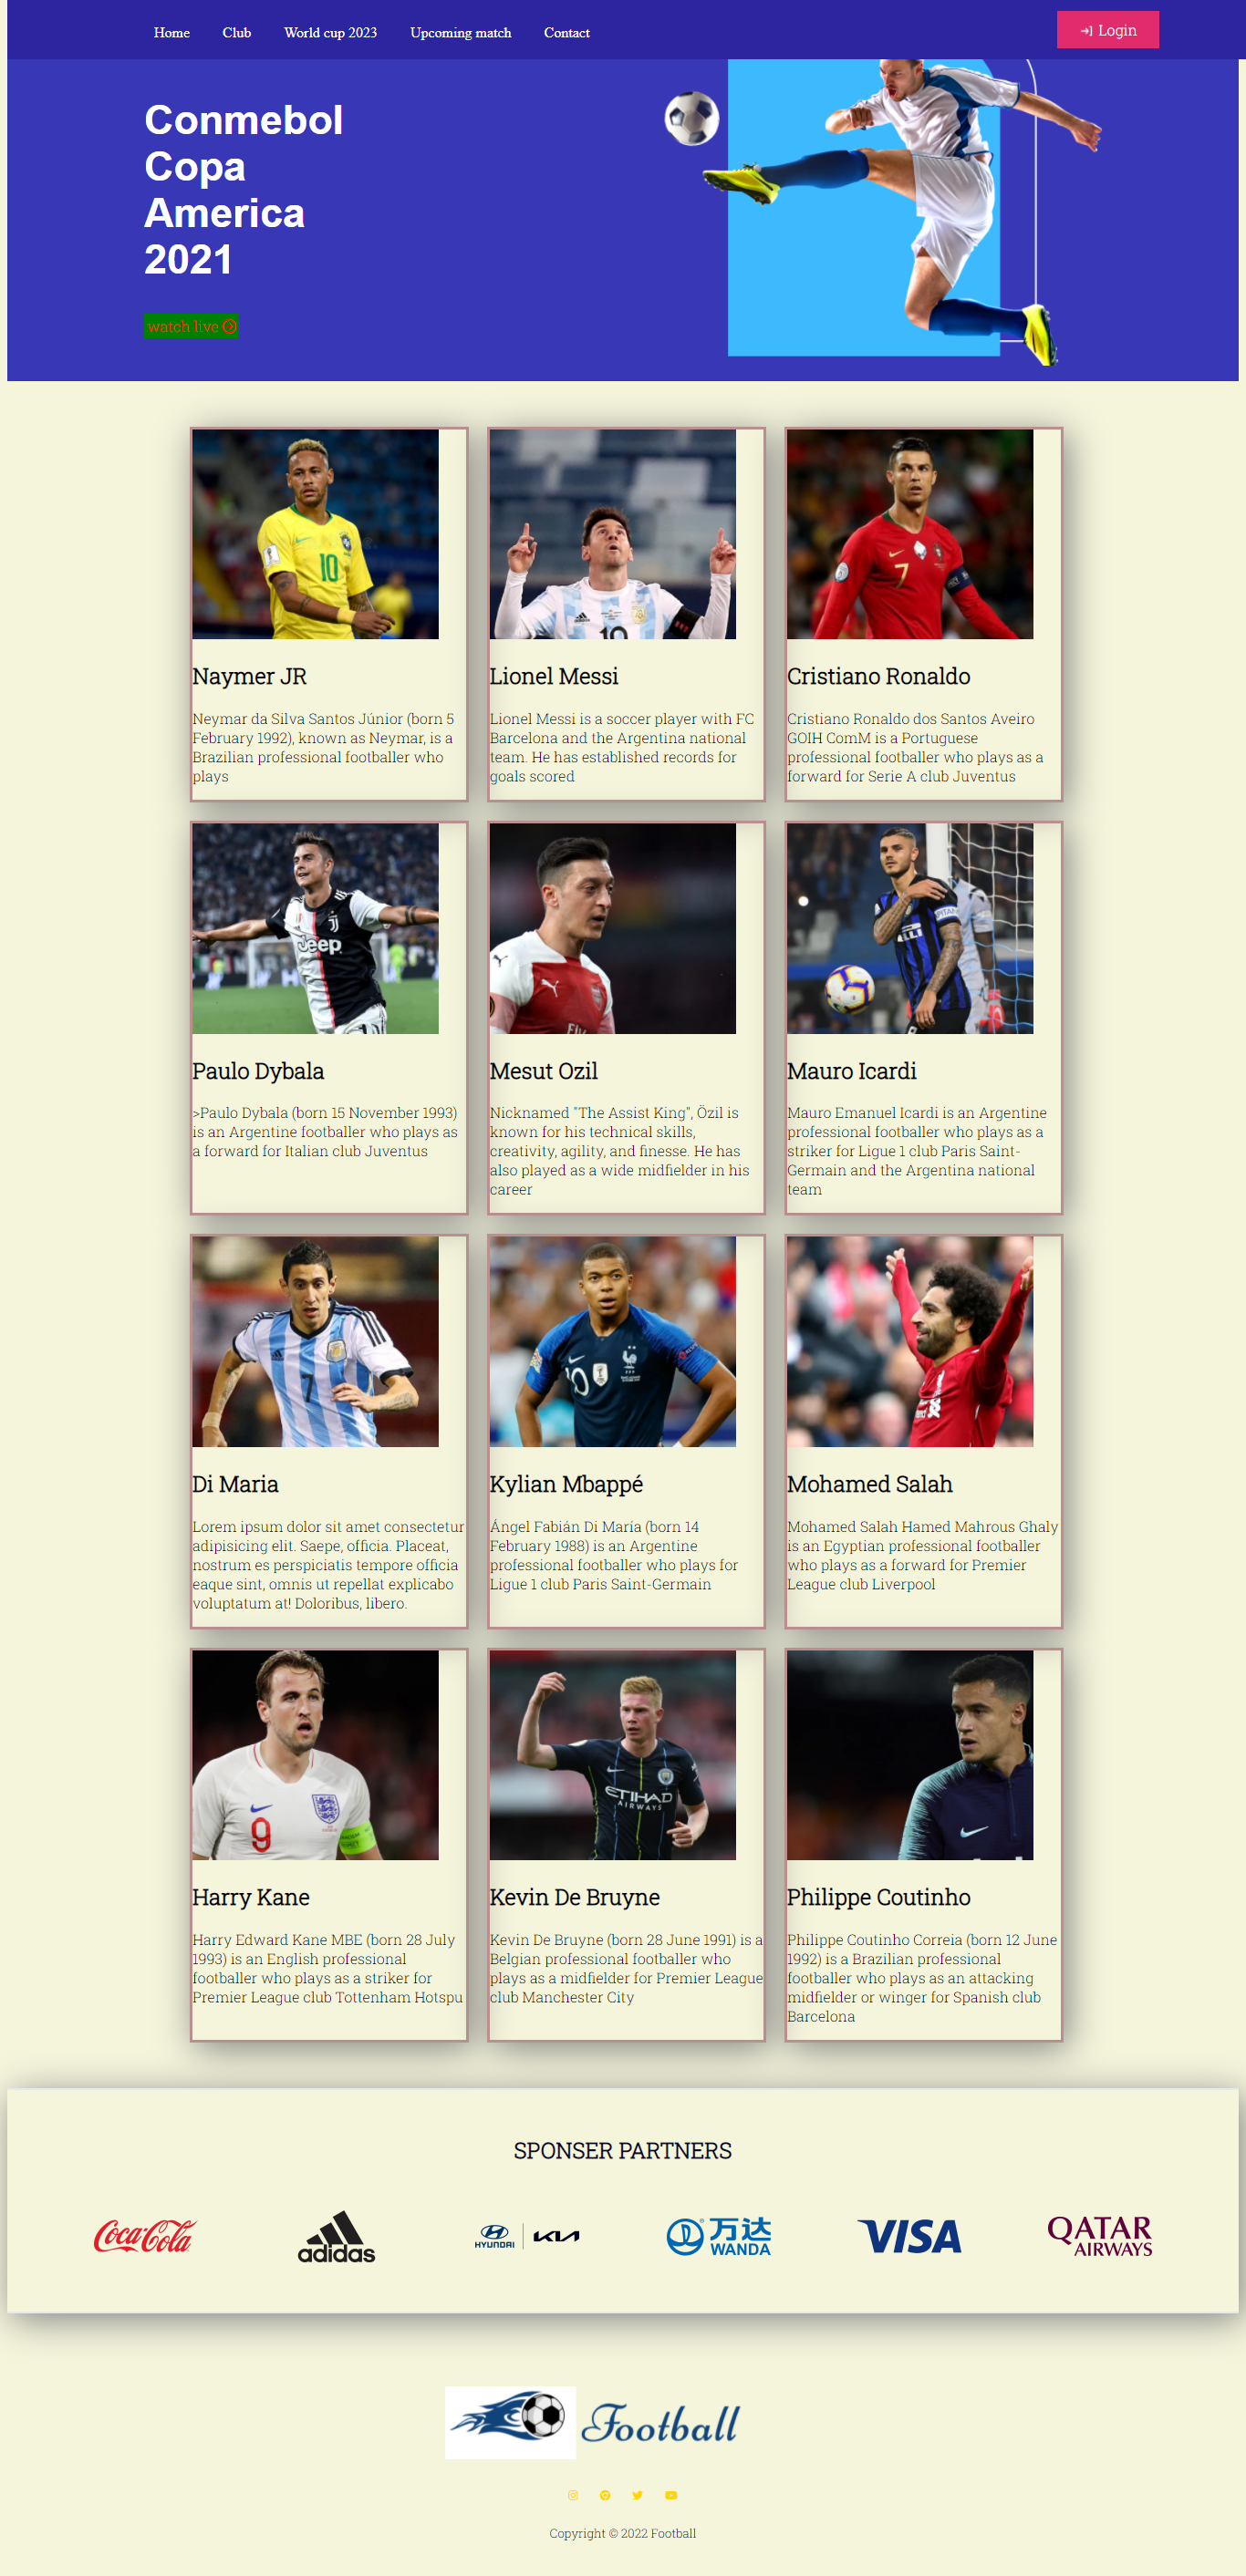 Home Club World cup 2023 Upcoming match Contact Login
Conmebol
Copa
America
2021
watch live
10
10
7
Naymer JR
Lionel Messi
Cristiano Ronaldo
Neymar da Silva Santos Júnior (born 5
February 1992), known as Neymar, is a
Brazilian professional footballer who
plays
Lionel Messi is a soccer player with FC
Barcelona and the Argentina national
team. He has established records for
goals scored
Cristiano Ronaldo dos Santos Aveiro
GOIH ComM is a Portuguese
professional footballer who plays as a
forward for Serie A club Juventus
Jeep
Paulo Dybala
Mesut Ozil
Mauro Icardi
>Paulo Dybala (born 15 November 1993)
is an Argentine footballer who plays as
a forward for Italian club Juventus
Nicknamed "The Assist King", Özil is
known for his technical skills,
creativity, agility, and finesse. He has
also played as a wide midfielder in his
career
Mauro Emanuel Icardi is an Argentine
professional footballer who plays as a
striker for Ligue 1 club Paris Saint-
Germain and the Argentina national
team
7
10
Di Maria
Kylian Mbappé
Mohamed Salah
Lorem ipsum dolor sit amet consectetur
adipisicing elit. Saepe, officia. Placeat,
nostrum es perspiciatis tempore officia
eaque sint, omnis ut repellat explicabo
voluptatum at! Doloribus, libero.
Ángel Fabián Di María (born 14
February 1988) is an Argentine
professional footballer who plays for
Ligue 1 club Paris Saint-Germain
Mohamed Salah Hamed Mahrous Ghaly
is an Egyptian professional footballer
who plays as a forward for Premier
League club Liverpool
9
ETIHAD
AIRWAYS
Harry Kane
Kevin De Bruyne
Philippe Coutinho
Harry Edward Kane MBE (born 28 July
1993) is an English professional
footballer who plays as a striker for
Premier League club Tottenham Hotspu
Kevin De Bruyne (born 28 June 1991) is a
Belgian professional footballer who
plays as a midfielder for Premier League
club Manchester City
Philippe Coutinho Correia (born 12 June
1992) is a Brazilian professional
footballer who plays as an attacking
midfielder or winger for Spanish club
Barcelona
SPONSER PARTNERS
Coca-Cola
adidas
HYUNDAI
KIA
万达
WANDA
VISA
QATAR
AIRWAYS
Football
Copyright © 2022 Football